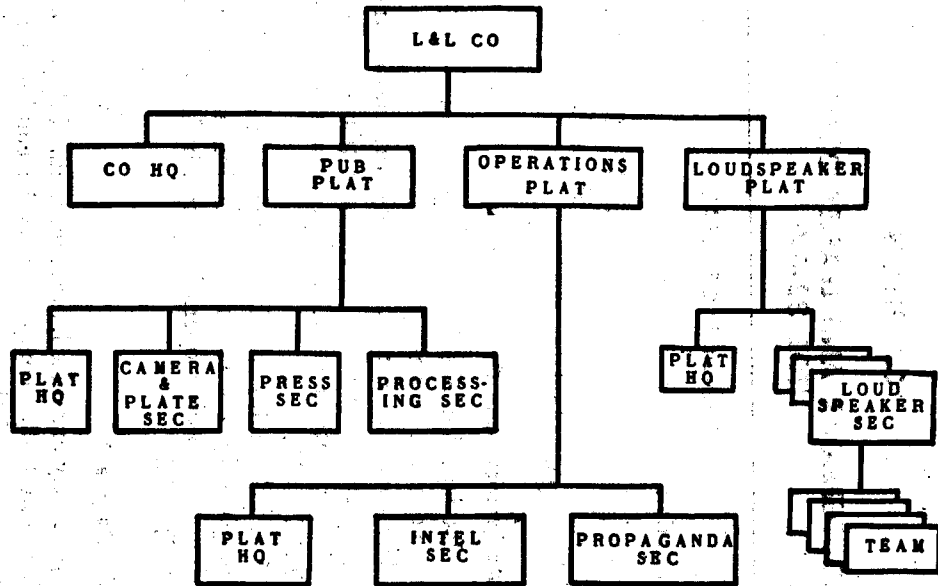 L&L CO
CO HQ
PUB
PLAT
OPERATIONS
PLAT
LOUDSPEAKER
PLAT
PLAT
HQ
CAMERA
&
PLATE
SEC
PRESS
SEC
PROCESS-
ING SEC
PLAT
HQ
LOUD
SPEAKER
SEC
PLAT
HQ
INTEL
SEC
PROPAGANDA
SEC
TEAM